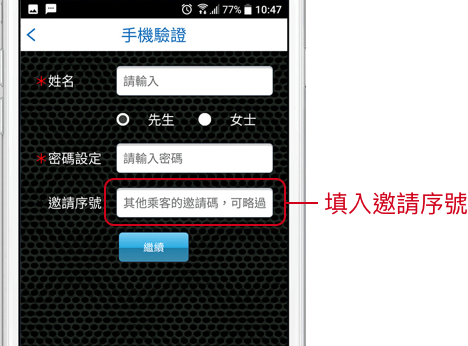 77% 10:47
手機驗證
*姓名 請輸入
先生 女士
*密碼設定 請輸入密碼
邀請序號 其他乘客的邀請碼，可略過
填入邀請序號
繼續